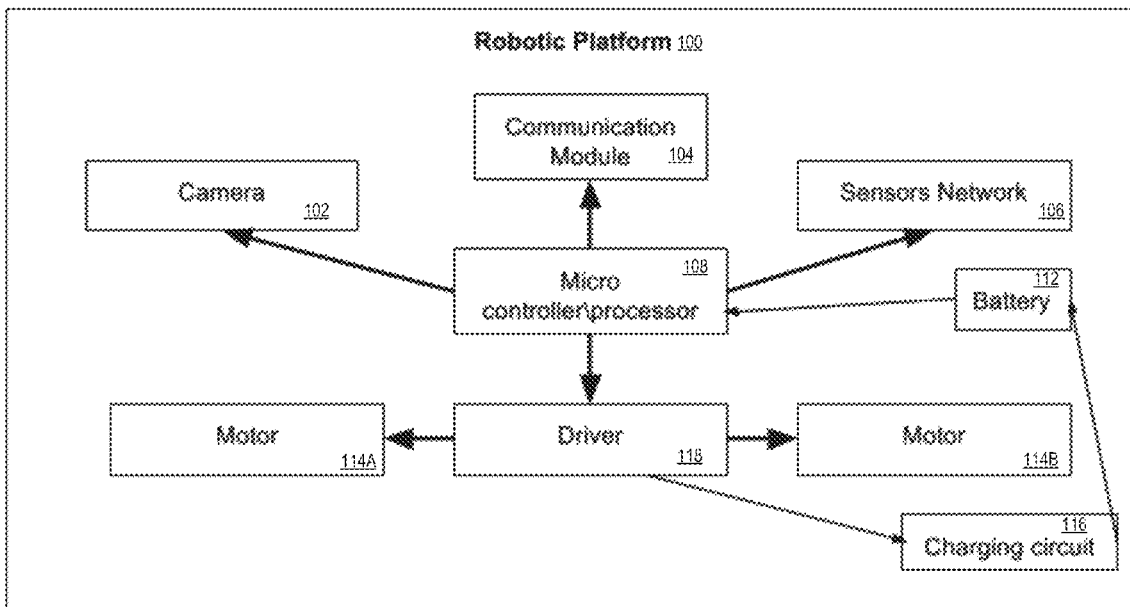 Robotic Platform 100
Communication
Module 104
Camera
102
Sensors Network
106
108
Micro
controller\processor
112
Battery
Motor
114A
Driver
118
Motor
114B
116
Charging circuit